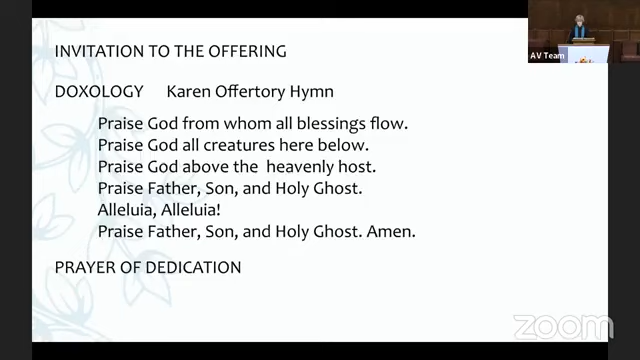 INVITATION TO THE OFFERING
DOXOLOGY Karen Offertory Hymn
Praise God from whom all blessings flow.
Praise God all creatures here below.
Praise God above the heavenly host.
Praise Father, Son, and Holy Ghost.
Alleluia, Alleluia!
Praise Father, Son, and Holy Ghost. Amen.
PRAYER OF DEDICATION
AV Team
zoom